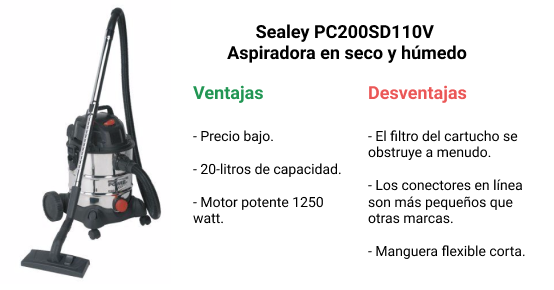 Sealey PC200SD110V
Aspiradora en seco y húmedo
Ventajas
- Precio bajo.
- 20-litros de capacidad.
- Motor potente 1250
watt.
Desventajas
- El filtro del cartucho se
obstruye a menudo.
- Los conectores en línea
son más pequeños que
otras marcas.
- Manguera flexible corta.